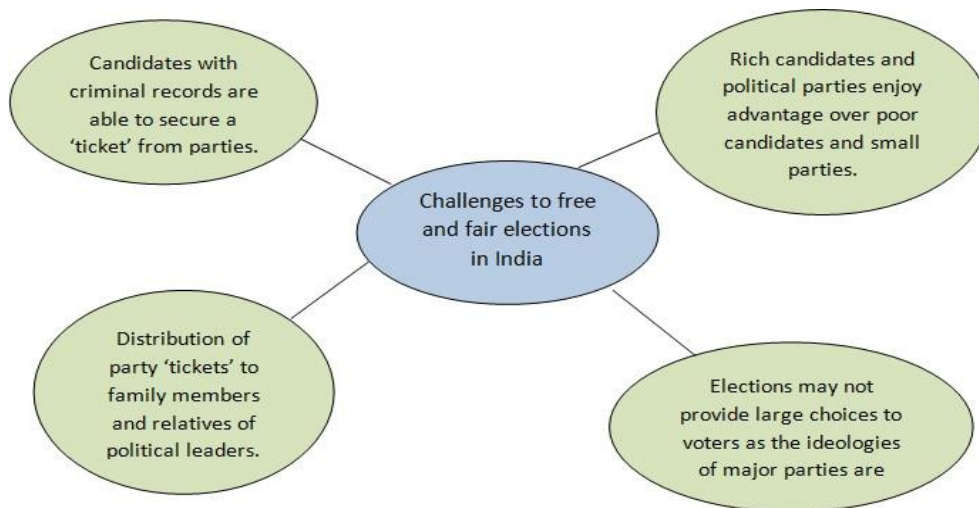 Candidates with
criminal records are
able to secure a
‘ticket’ from parties.
Rich candidates and
political parties enjoy
advantage over poor
candidates and small
parties.
Challenges to free
and fair elections
in India
Distribution of
party ‘tickets’ to
family members
and relatives of
political leaders.
Elections may not
provide large choices to
voters as the ideologies
of major parties are